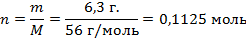 n = m/M = 6,3 г. / 56 г/моль = 0,1125 моль